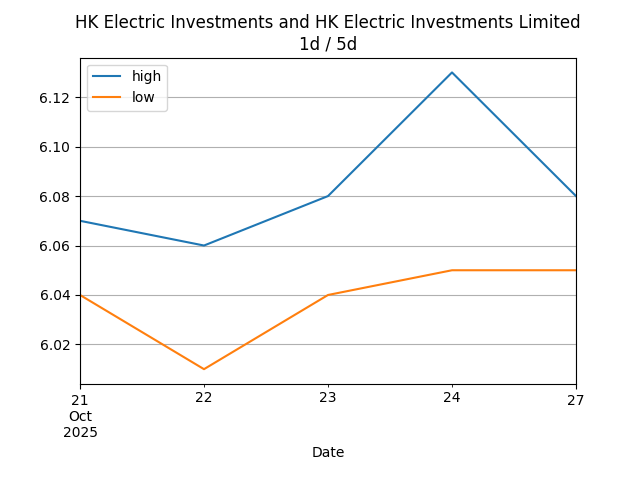 HK Electric Investments and HK Electric Investments Limited
1d / 5d
high
low
6.12
6.10
6.08
6.06
6.04
6.02
21 22 23 24 27
Oct
2025
Date